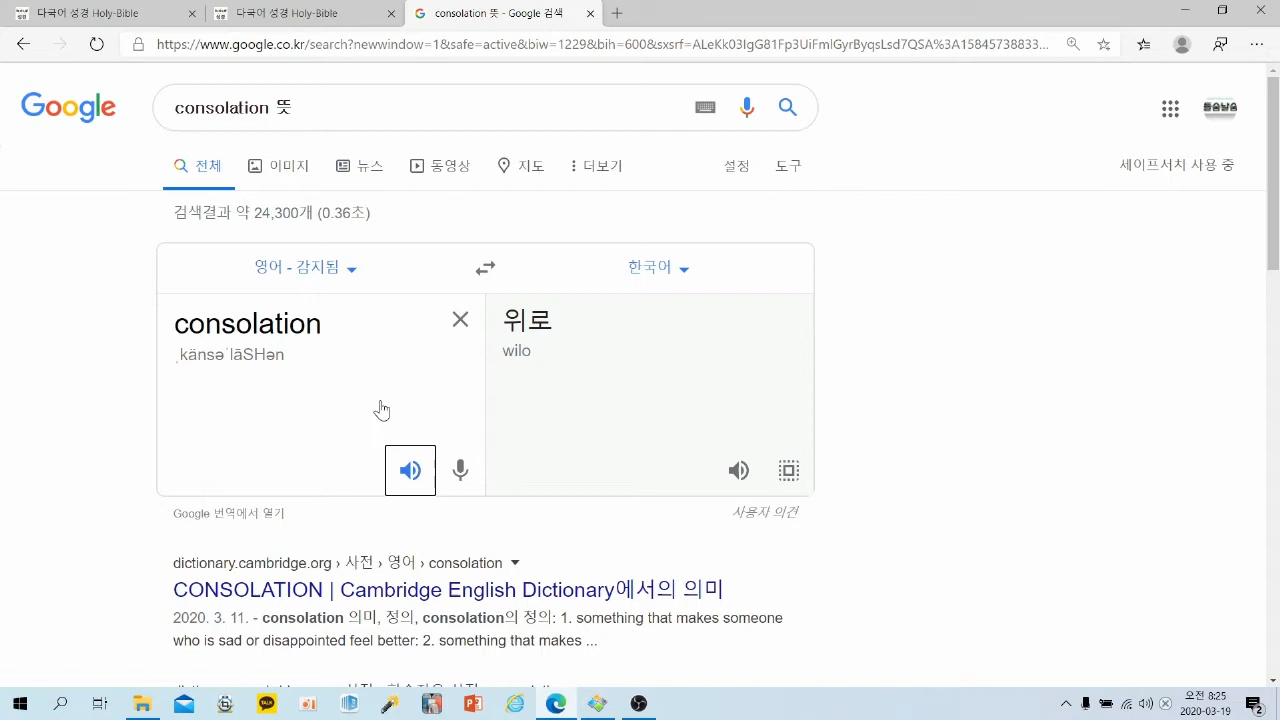 다국어 성경 Holy-Bible
다국어 성경 Holy-Bible
consolation 뜻 - Google 검색
https://www.google.co.kr/search?newwindow=1&safe=active&biw=1229&bih=600&sxsrf=ALeKk03IgG81Fp3UiFmlGyrByqsLsd7QSA%3A15845738833...
Google
consolation 뜻
전체 이미지 뉴스 동영상 지도 더보기 설정 도구
세이프서치 사용 중
검색결과 약 24,300개 (0.36초)
영어 - 감지됨 한국어
consolation
위로
ˌkänsəˈlāSHən
wilo
Google 번역에서 열기
사용자 의견
dictionary.cambridge.org › 사전 › 영어 › consolation
CONSOLATION | Cambridge English Dictionary에서의 의미
2020. 3. 11. - consolation 의미, 정의, consolation의 정의: 1. something that makes someone
who is sad or disappointed feel better: 2. something that makes ...
TALK
오전 8:25
2020-03-19
2